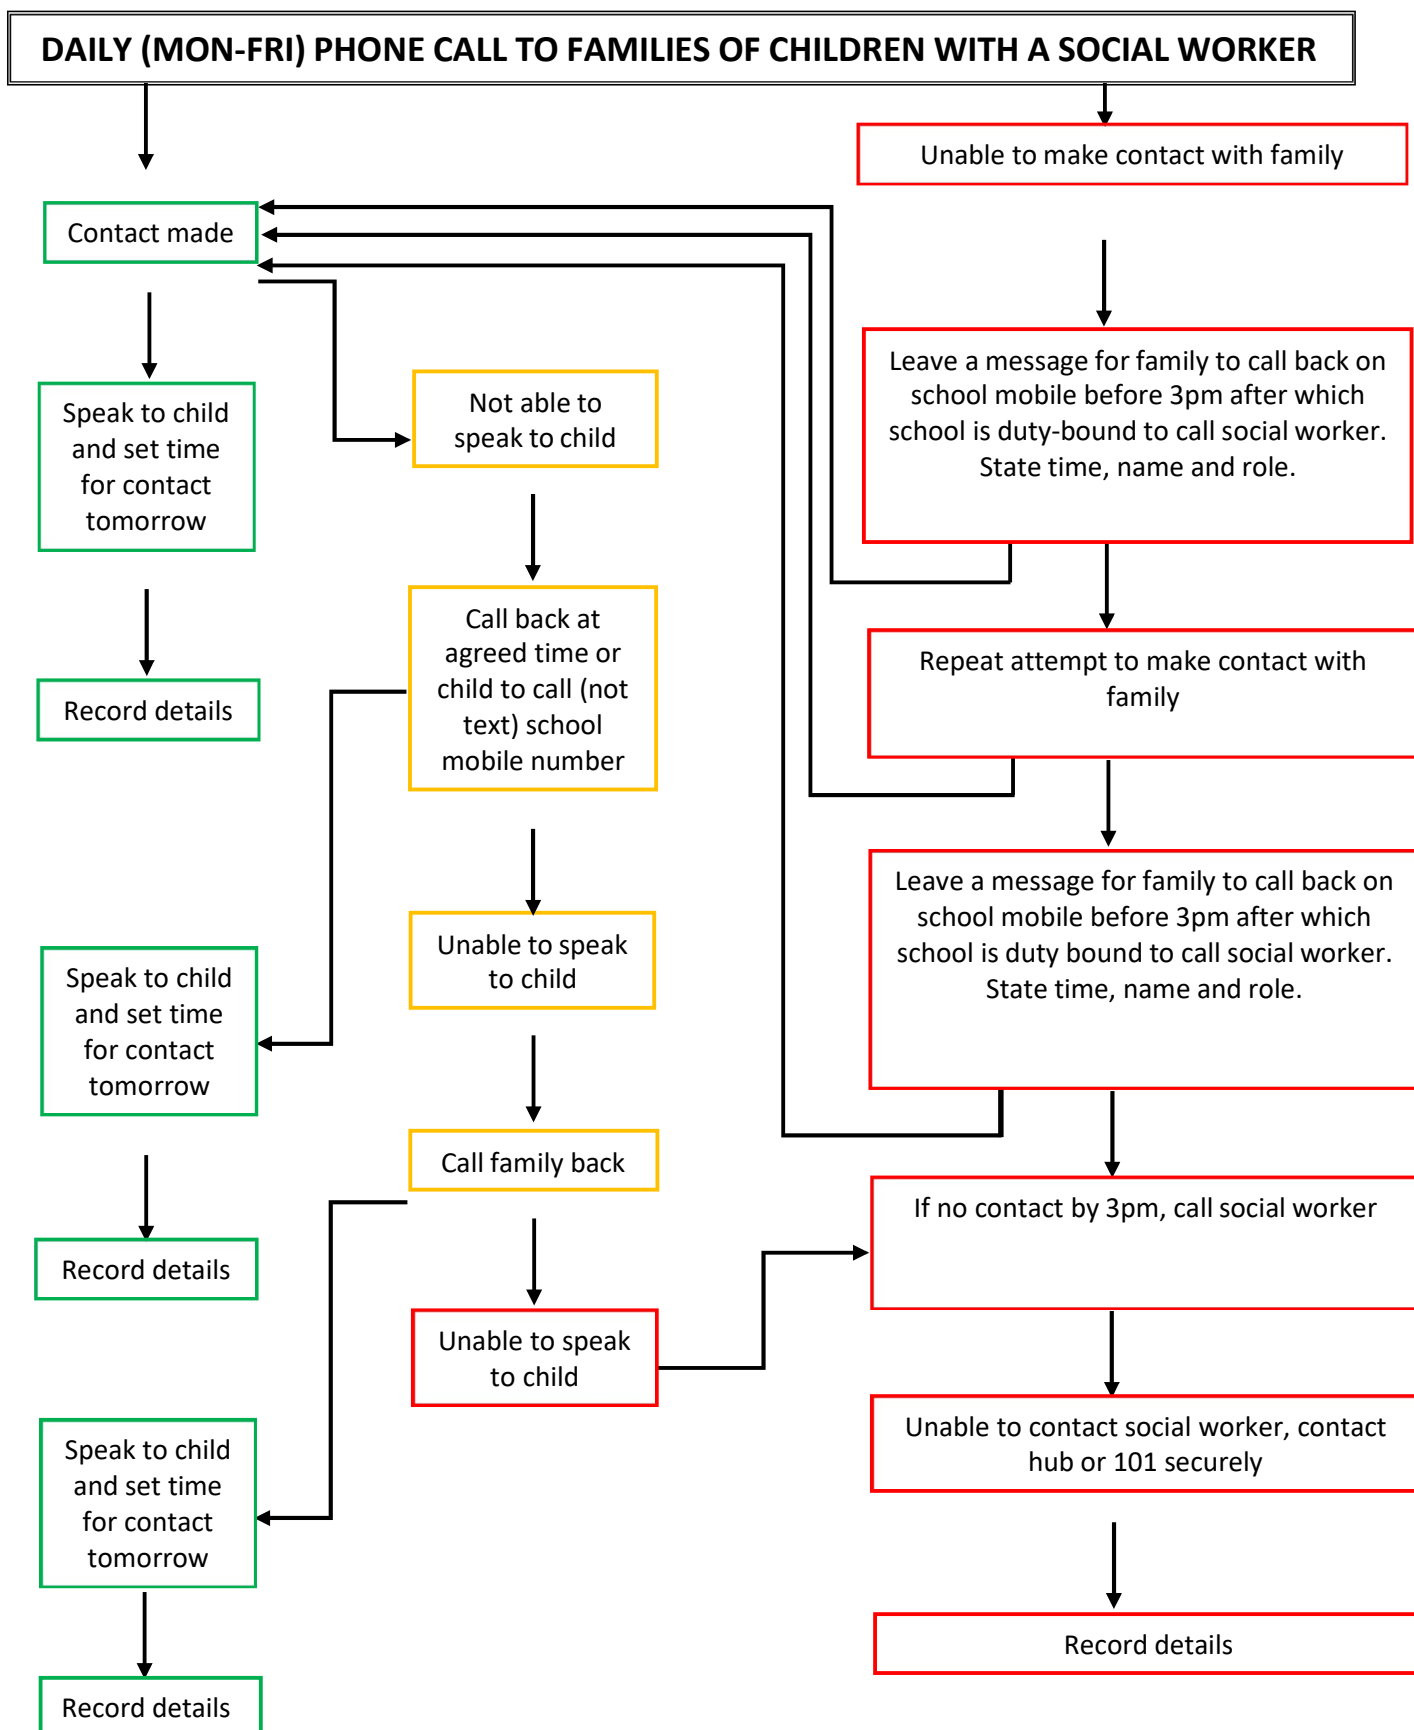 DAILY (MON-FRI) PHONE CALL TO FAMILIES OF CHILDREN WITH A SOCIAL WORKER
Unable to make contact with family
Contact made
Leave a message for family to call back on
school mobile before 3pm after which
school is duty-bound to call social worker.
State time, name and role.
Speak to child
and set time
for contact
tomorrow
Not able to
speak to child
Call back at
agreed time or
child to call (not
text) school
mobile number
Repeat attempt to make contact with
family
Record details
Leave a message for family to call back on
school mobile before 3pm after which
school is duty bound to call social worker.
State time, name and role.
Unable to speak
to child
Speak to child
and set time
for contact
tomorrow
Call family back
If no contact by 3pm, call social worker
Record details
Unable to speak
to child
Unable to contact social worker, contact
hub or 101 securely
Speak to child
and set time
for contact
tomorrow
Record details
Record details